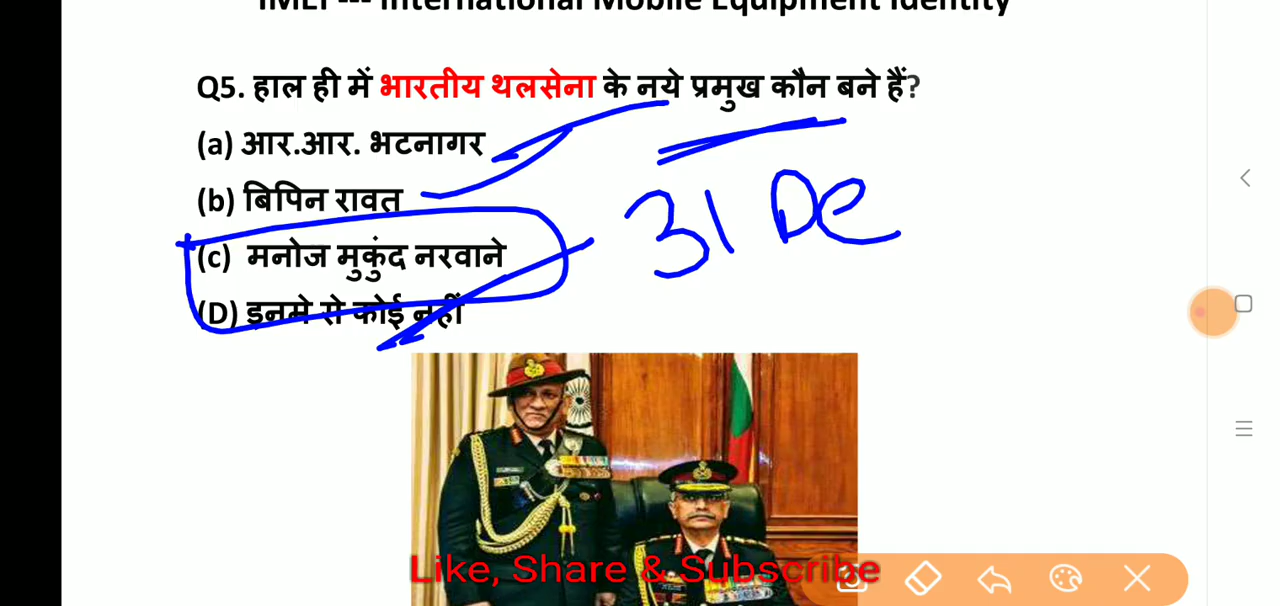 IMEI --- International Mobile Equipment Identity
Q5. हाल ही में भारतीय थलसेना के नये प्रमुख कौन बने हैं?
(a) आर.आर. भटनागर
(b) बिपिन रावत
(c) मनोज मुकुंद नरवाने
(D) इनमे से कोई नहीं
31 De
Like, Share & Subscribe